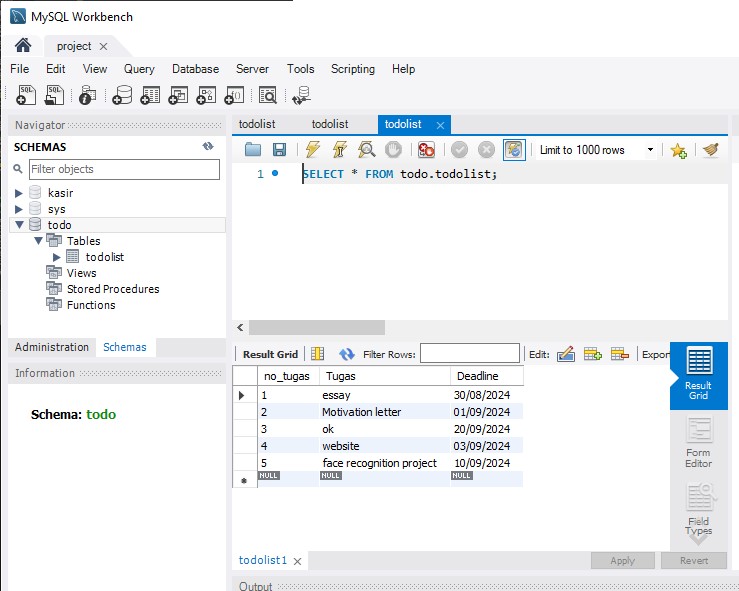 MySQL Workbench
project
File Edit View Query Database Server Tools Scripting Help
Navigator
SCHEMAS
Filter objects
kasir
sys
todo
Tables
todolist
Views
Stored Procedures
Functions
Administration Schemas
Information
Schema: todo
todolist todolist todolist
Limit to 1000 rows
1 SELECT * FROM todo.todolist;
Result Grid Filter Rows: Edit: Export
no_tugas Tugas Deadline
1 essay 30/08/2024
2 Motivation letter 01/09/2024
3 ok 20/09/2024
4 website 03/09/2024
5 face recognition project 10/09/2024
NULL NULL NULL
Result
Grid
Form
Editor
Field
Types
todolist1
Apply Revert
Output